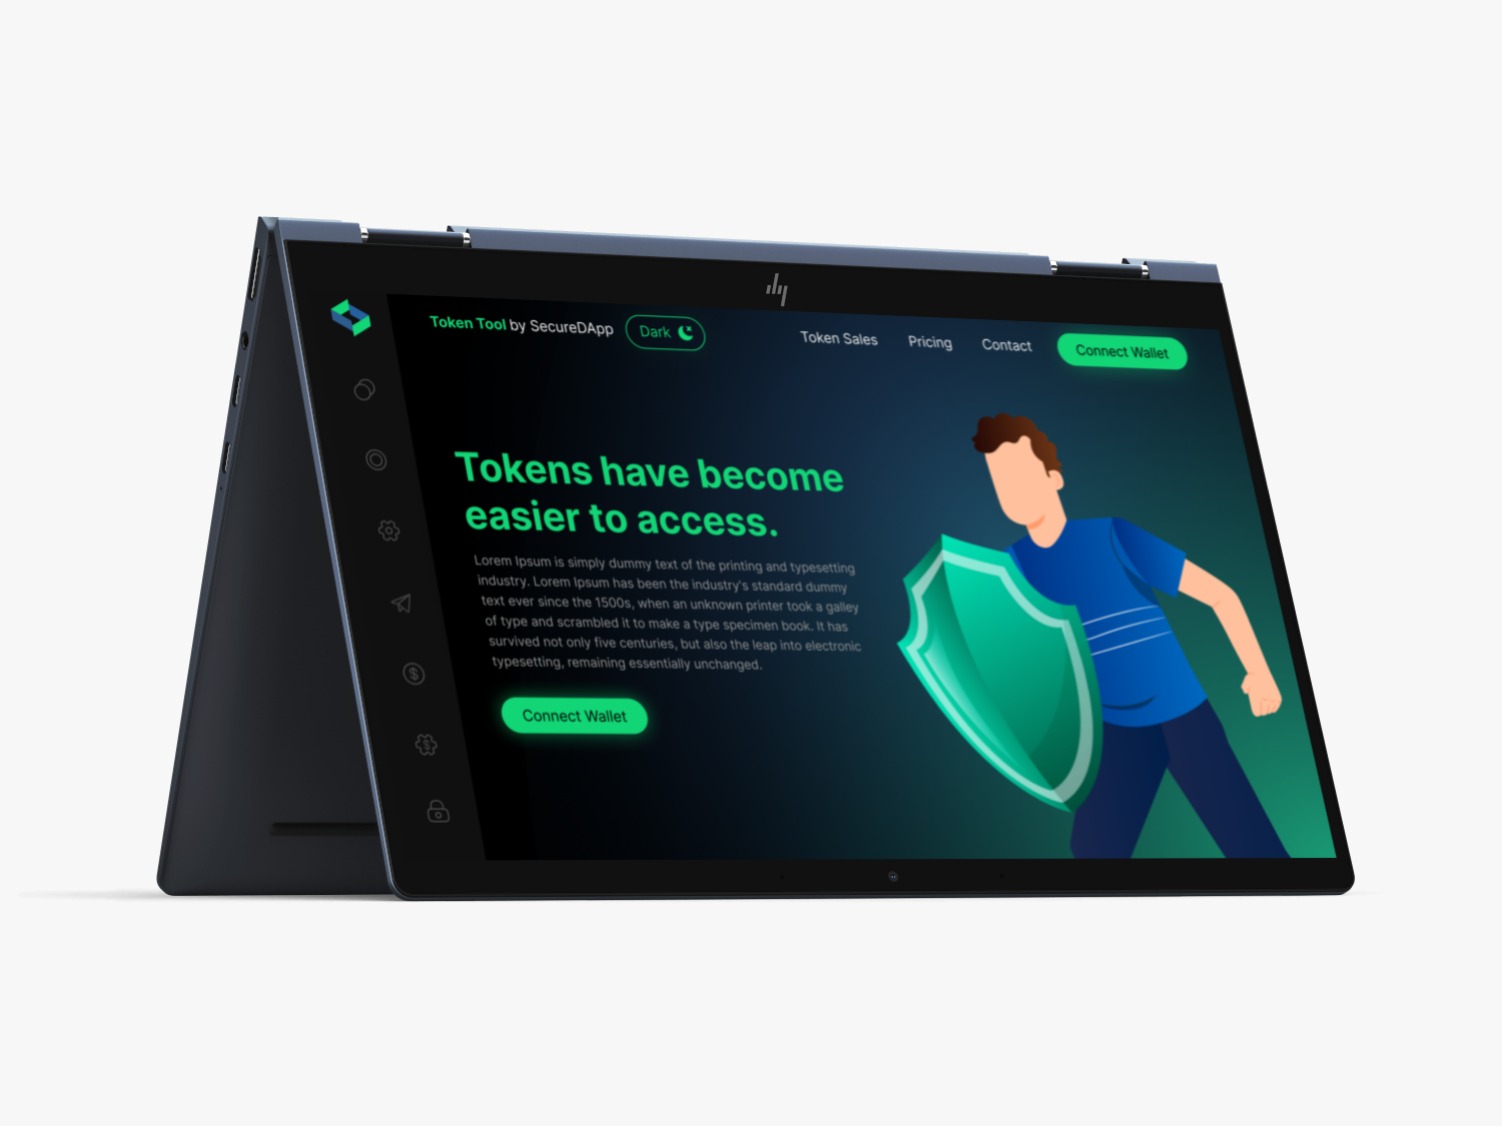 Token Tool by SecureDApp
Dark
Token Sales
Pricing
Contact
Connect Wallet
Tokens have become
easier to access.
Lorem Ipsum is simply dummy text of the printing and typesetting
industry. Lorem Ipsum has been the industry's standard dummy
text ever since the 1500s, when an unknown printer took a galley
of type and scrambled it to make a type specimen book. It has
survived not only five centuries, but also the leap into electronic
typesetting, remaining essentially unchanged.
Connect Wallet